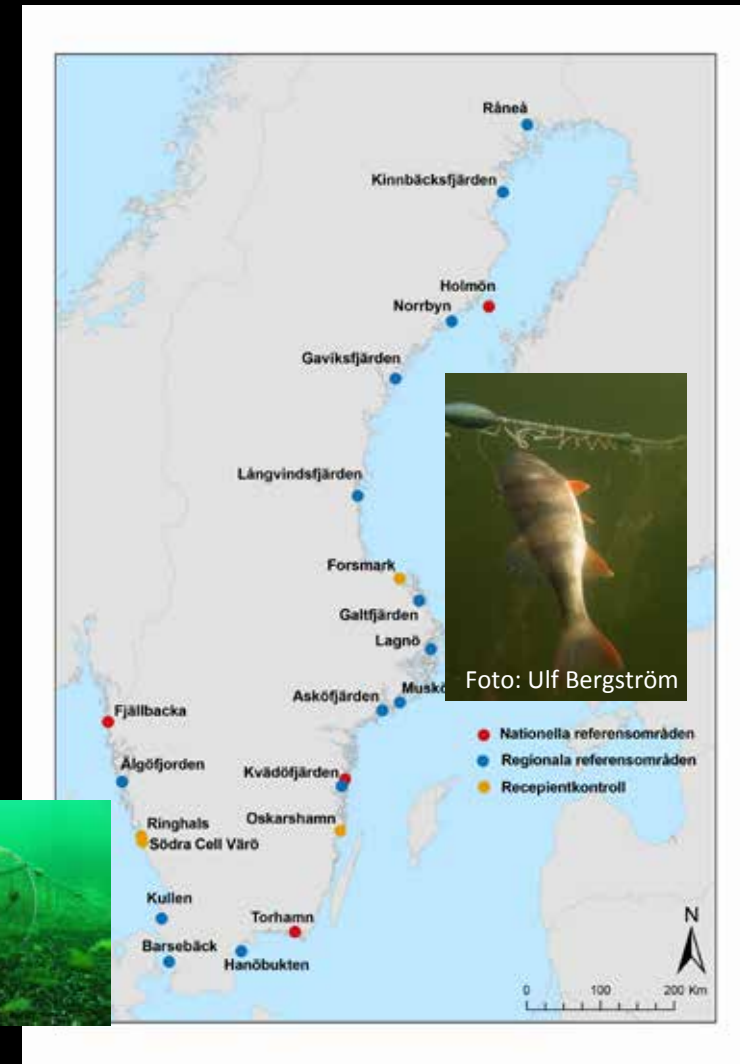 Råneå
Kinnbäcksfjärden
Holmön
Norrbyn
Gaviksfjärden
Långvindsfjärden
Forsmark
Galtfjärden
Lagnö
Foto: Ulf Bergström
Asköfjärden
Fjällbacka
Nationella referensområden
Regionala referensområden
Recepientkontroll
Älgöfjorden
Kvädöfjärden
Ringhals
Oskarshamn
Södra Cell Värö
Kullen
Torhamn
Barsebäck
Hanöbukten
N
0 100 200 Km